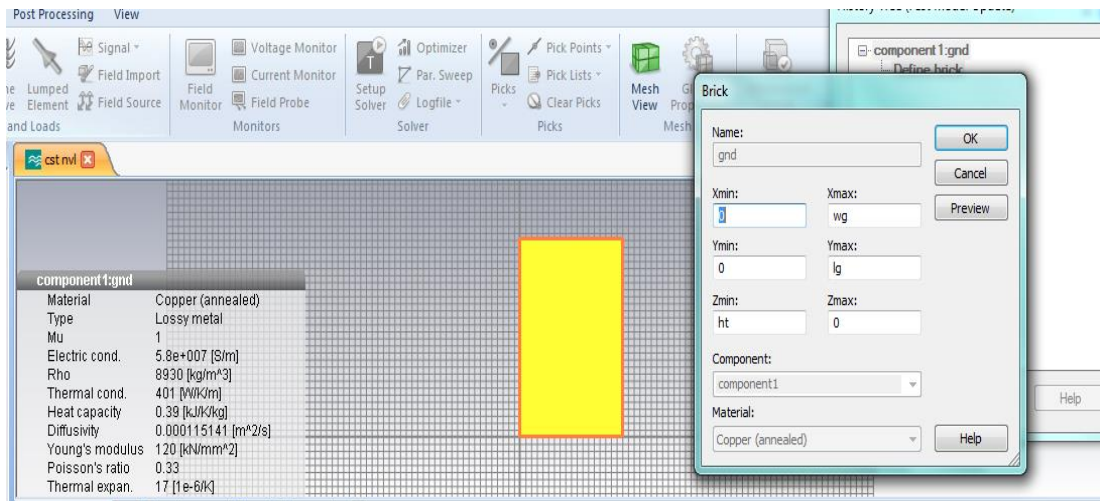 Post Processing View
Signal
Voltage Monitor
Optimizer
Pick Points
Field Import
Current Monitor
Par. Sweep
Pick Lists
Lumped
Element
Field Source
Field
Monitor
Field Probe
Setup
Solver
Logfile
Picks
Clear Picks
Mesh
View
and Loads
Monitors
Solver
Picks
Mesh
cst nvl
component1:gnd
Define brick
Brick
Name:
gnd
OK
Cancel
Preview
Xmin: Xmax:
0 wg
Ymin: Ymax:
0 lg
Zmin: Zmax:
ht 0
Component:
component1
Material:
Copper (annealed)
Help
Help
component1:gnd
Material Copper (annealed)
Type Lossy metal
Mu 1
Electric cond. 5.8e+007 [S/m]
Rho 8930 [kg/m^3]
Thermal cond. 401 [W/K/m]
Heat capacity 0.39 [kJ/K/kg]
Diffusivity 0.000115141 [m^2/s]
Young's modulus 120 [kN/mm^2]
Poisson's ratio 0.33
Thermal expan. 17 [1e-6/K]